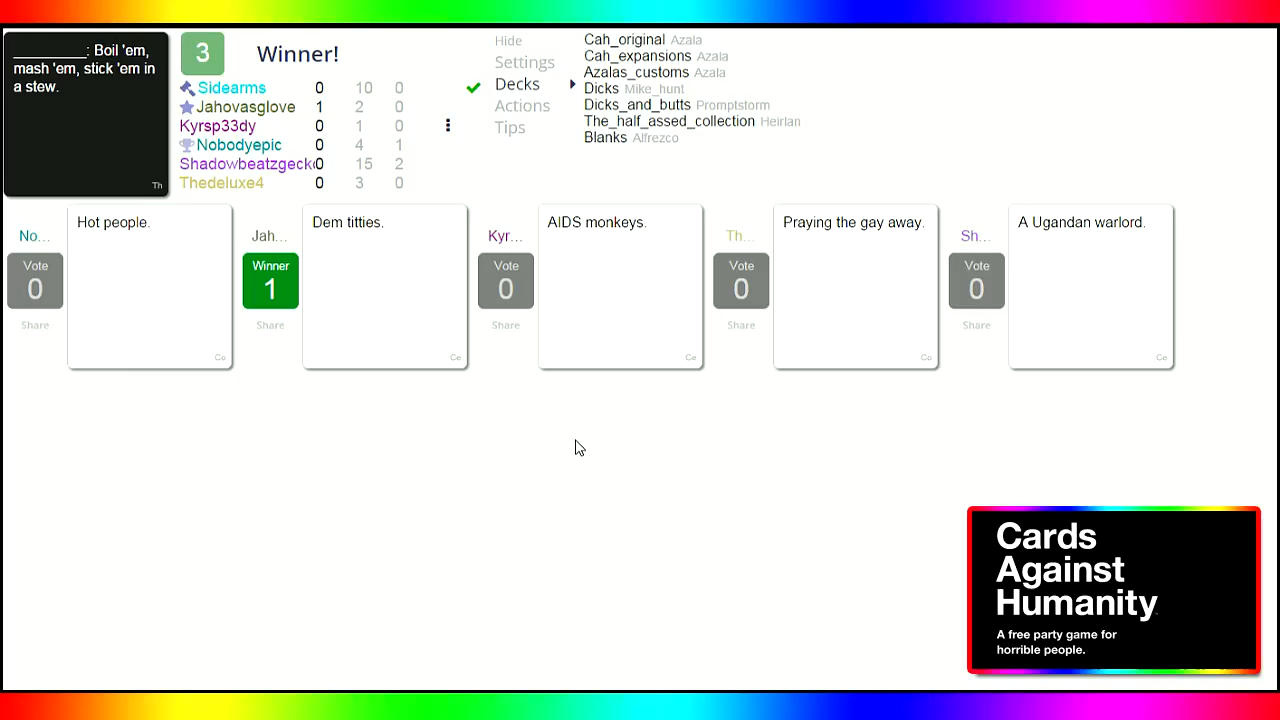 ________: Boil 'em,
mash 'em, stick 'em in
a stew.
Th
3
Winner!
Sidearms 0 10 0
Jahovasglove 1 2 0
Kyrsp33dy 0 1 0
Nobodyepic 0 4 1
Shadowbeatzgeck 0 15 2
Thedeluxe4 0 3 0
Hide
Settings
Decks
Actions
Tips
Cah_original Azala
Cah_expansions Azala
Azalas_customs Azala
Dicks Mike_hunt
Dicks_and_butts Promptstorm
The_half_assed_collection Heirlan
Blanks Alfrezco
No...
Vote
0
Share
Hot people.
Co
Jah...
Winner
1
Share
Dem titties.
Ce
Kyr...
Vote
0
Share
AIDS monkeys.
Ce
Th...
Vote
0
Share
Praying the gay away.
Co
Sh...
Vote
0
Share
A Ugandan warlord.
Ce
Cards
Against
Humanity
A free party game for
horrible people.